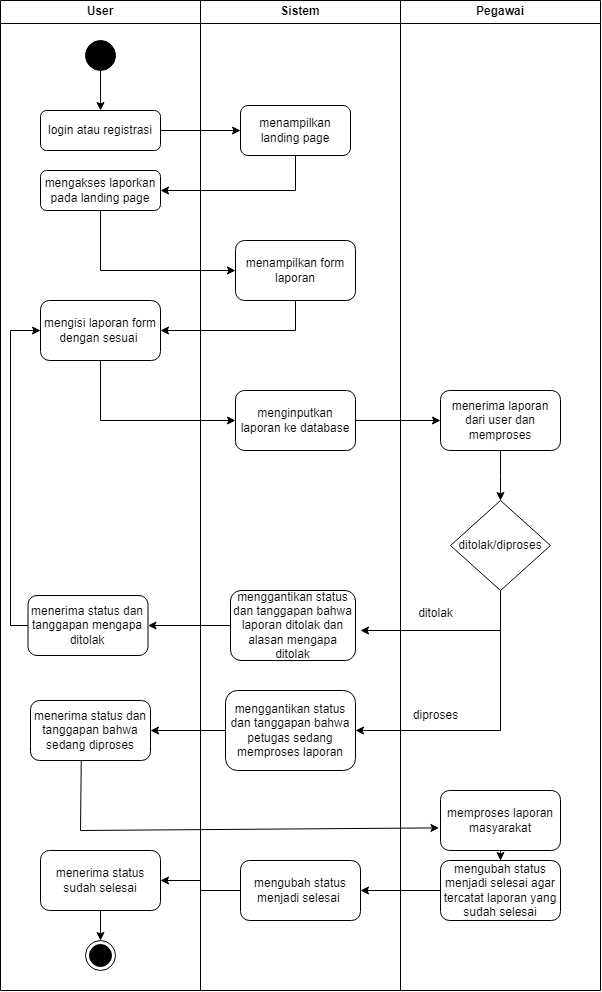 User
Sistem
Pegawai
login atau registrasi
menampilkan
landing page
mengakses laporkan
pada landing page
menampilkan form
laporan
mengisi laporan form
dengan sesuai
menginputkan
laporan ke database
menerima laporan
dari user dan
memproses
ditolak/diproses
ditolak
menggantikan status
dan tanggapan bahwa
laporan ditolak dan
alasan mengapa
ditolak
menerima status dan
tanggapan mengapa
ditolak
diproses
menggantikan status
dan tanggapan bahwa
petugas sedang
memproses laporan
menerima status dan
tanggapan bahwa
sedang diproses
memproses laporan
masyarakat
mengubah status
menjadi selesai agar
tercatat laporan yang
sudah selesai
mengubah status
menjadi selesai
menerima status
sudah selesai